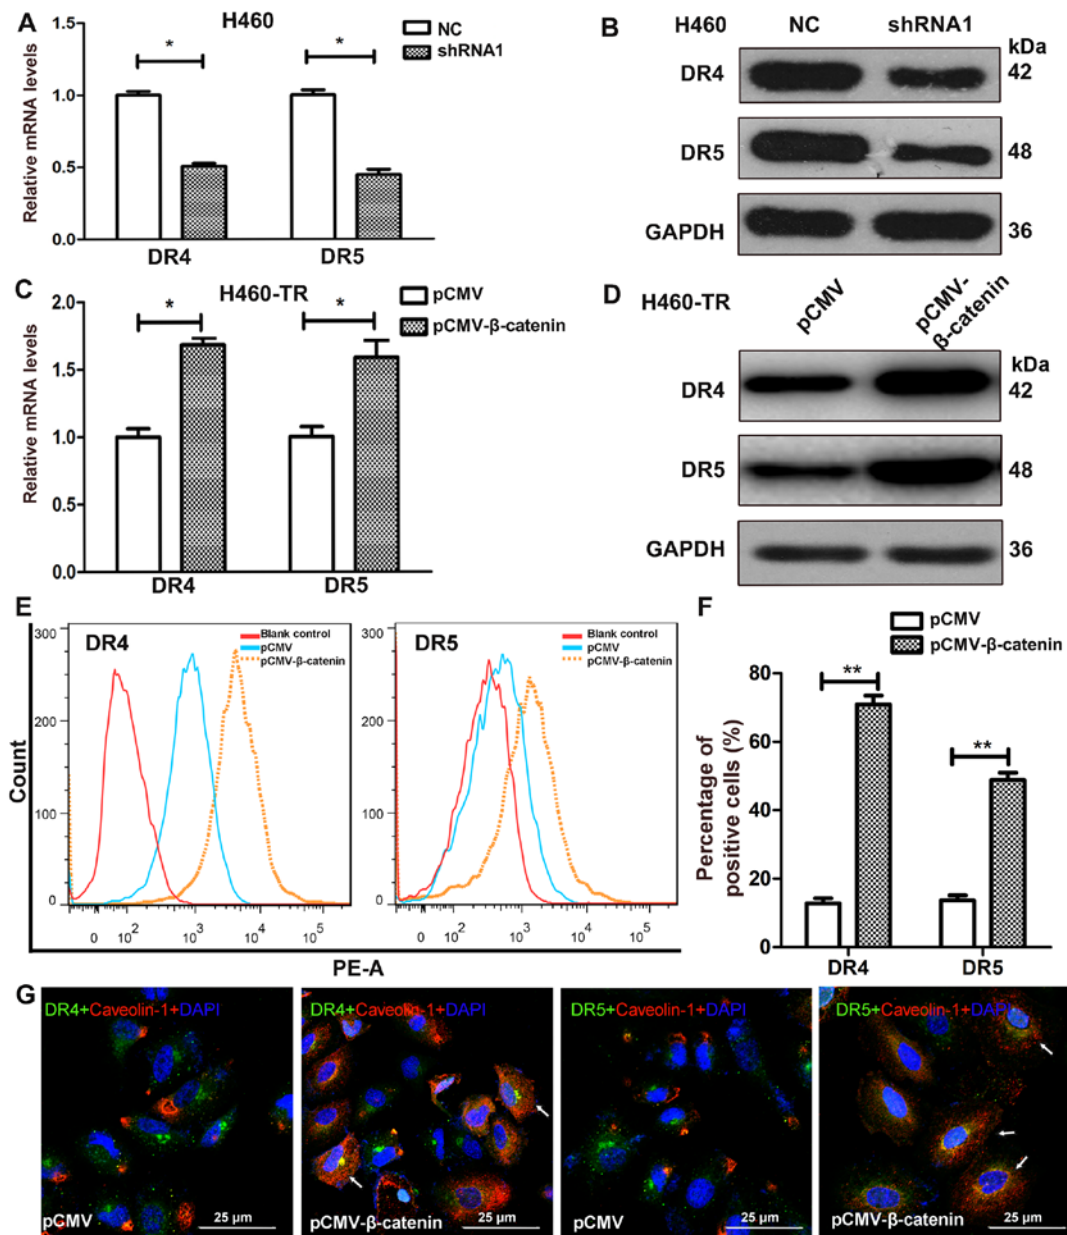 A
H460
NC
shRNA1
Relative mRNA levels
1.5
1.0
0.5
0.0
*
*
DR4
DR5
B
H460
NC
shRNA1
kDa
DR4
42
DR5
48
GAPDH
36
C
H460-TR
pCMV
pCMV-β-catenin
Relative mRNA levels
2.0
1.5
1.0
0.5
0.0
*
*
DR4
DR5
D
H460-TR
pCMV
pCMV-
β-catenin
kDa
DR4
42
DR5
48
GAPDH
36
E
Count
300
200
100
0
DR4
Blank control
pCMV
pCMV-β-catenin
0 10^2 10^3 10^4 10^5
300
200
100
0
DR5
Blank control
pCMV
pCMV-β-catenin
0 10^2 10^3 10^4 10^5
PE-A
F
pCMV
pCMV-β-catenin
Percentage of
positive cells (%)
80
60
40
20
0
**
**
DR4
DR5
G
DR4+Caveolin-1+DAPI
pCMV
25 μm
DR4+Caveolin-1+DAPI
pCMV-β-catenin
25 μm
DR5+Caveolin-1+DAPI
pCMV
25 μm
DR5+Caveolin-1+DAPI
pCMV-β-catenin
25 μm